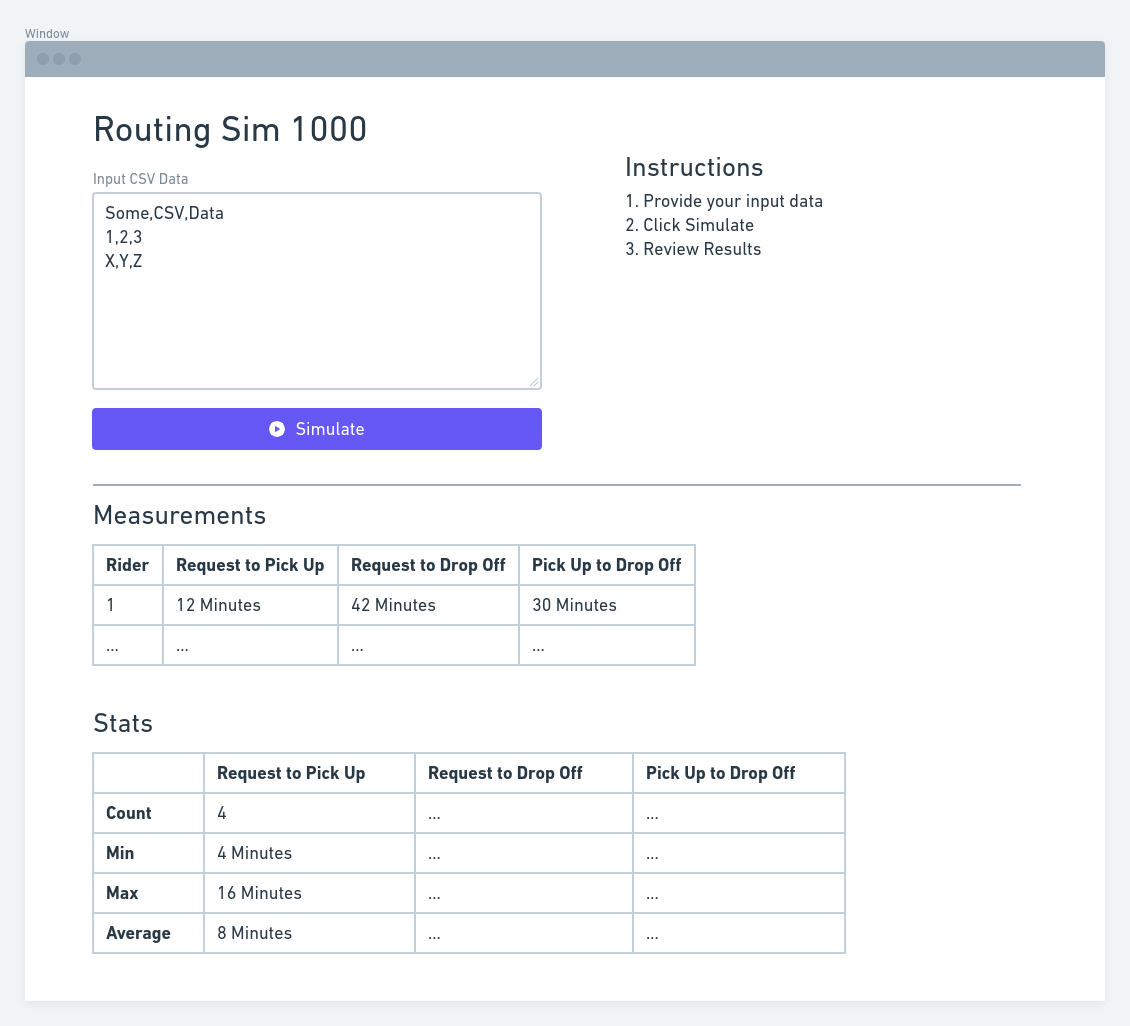 Window
Routing Sim 1000
Input CSV Data
Some,CSV,Data
1,2,3
X,Y,Z
Simulate
Instructions
1. Provide your input data
2. Click Simulate
3. Review Results
Measurements
Rider Request to Pick Up Request to Drop Off Pick Up to Drop Off
1 12 Minutes 42 Minutes 30 Minutes
... ... ... ...
Stats
Request to Pick Up Request to Drop Off Pick Up to Drop Off
Count 4 ... ...
Min 4 Minutes ... ...
Max 16 Minutes ... ...
Average 8 Minutes ... ...